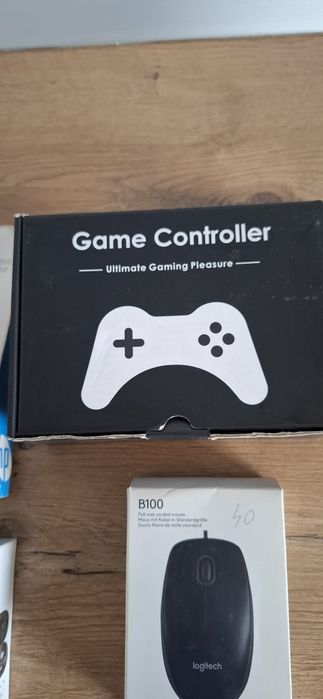 Game Controller
Ultimate Gaming Pleasure
hp
B100
Full size corded mouse
Maus mit Kabel in Standardgröße
Souris filaire de taille standard
40
logitech